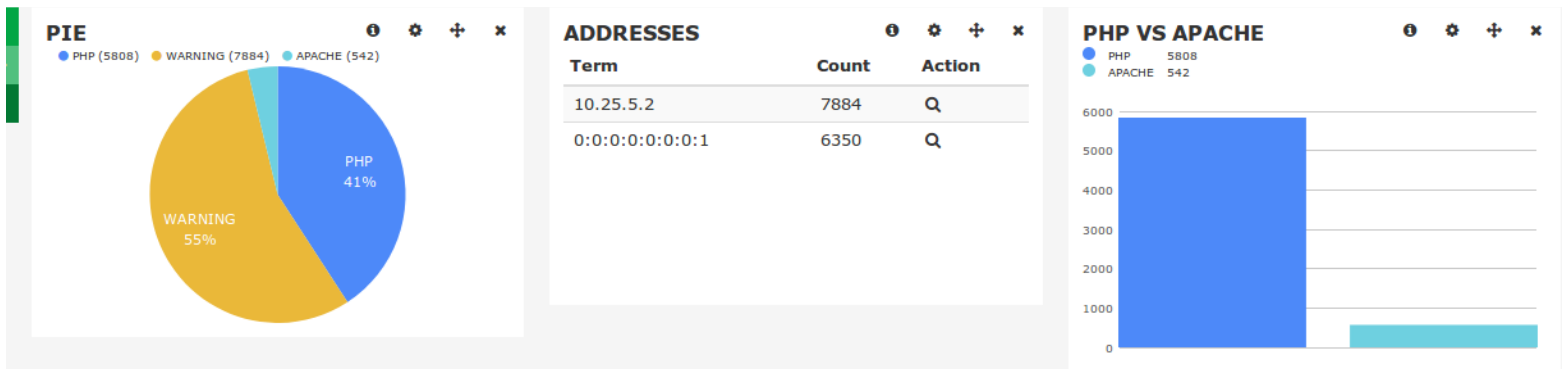 PIE
PHP (5808) WARNING (7884) APACHE (542)
PHP
41%
WARNING
55%
ADDRESSES
Term Count Action
10.25.5.2 7884
0:0:0:0:0:0:0:1 6350
PHP VS APACHE
PHP 5808
APACHE 542
6000
5000
4000
3000
2000
1000
0